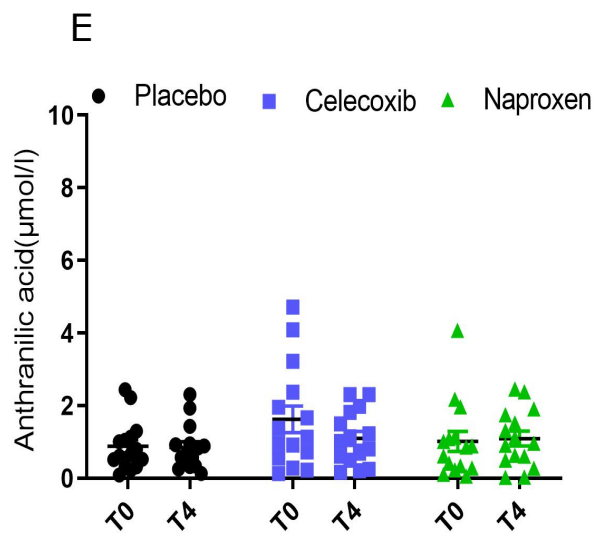 E
Placebo Celecoxib Naproxen
Anthranilic acid(μmol/l)
10
8
6
4
2
0
T0 T4 T0 T4 T0 T4